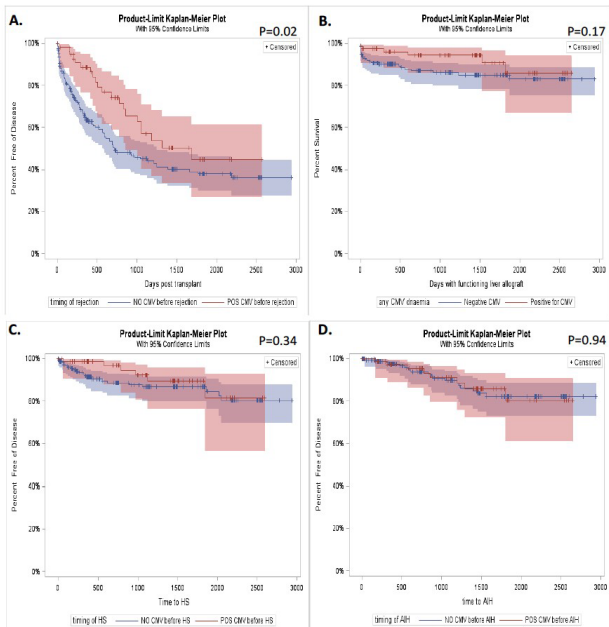 A.
Product-Limit Kaplan-Meier Plot
P=0.02
With 95% Confidence Limits
+ Censored
100%
80%
60%
40%
20%
0%
Percent Free of Disease
0 500 1000 1500 2000 2500 3000
Days post transplant
timing of rejection NO CMV before rejection POS CMV before rejection
B.
Product-Limit Kaplan-Meier Plot
P=0.17
With 95% Confidence Limits
+ Censored
100%
80%
60%
40%
20%
0%
Percent Survival
0 500 1000 1500 2000 2500 3000
Days with functioning liver allograft
any CMV dnaemia Negative CMV Positive for CMV
C.
Product-Limit Kaplan-Meier Plot
P=0.34
With 95% Confidence Limits
+ Censored
100%
80%
60%
40%
20%
0%
Percent Free of Disease
0 500 1000 1500 2000 2500 3000
Time to HS
timing of HS NO CMV before HS POS CMV before HS
D.
Product-Limit Kaplan-Meier Plot
P=0.94
With 95% Confidence Limits
+ Censored
100%
80%
60%
40%
20%
0%
Percent Free of Disease
0 500 1000 1500 2000 2500 3000
time to AIH
timing of AIH NO CMV before AIH POS CMV before AIH